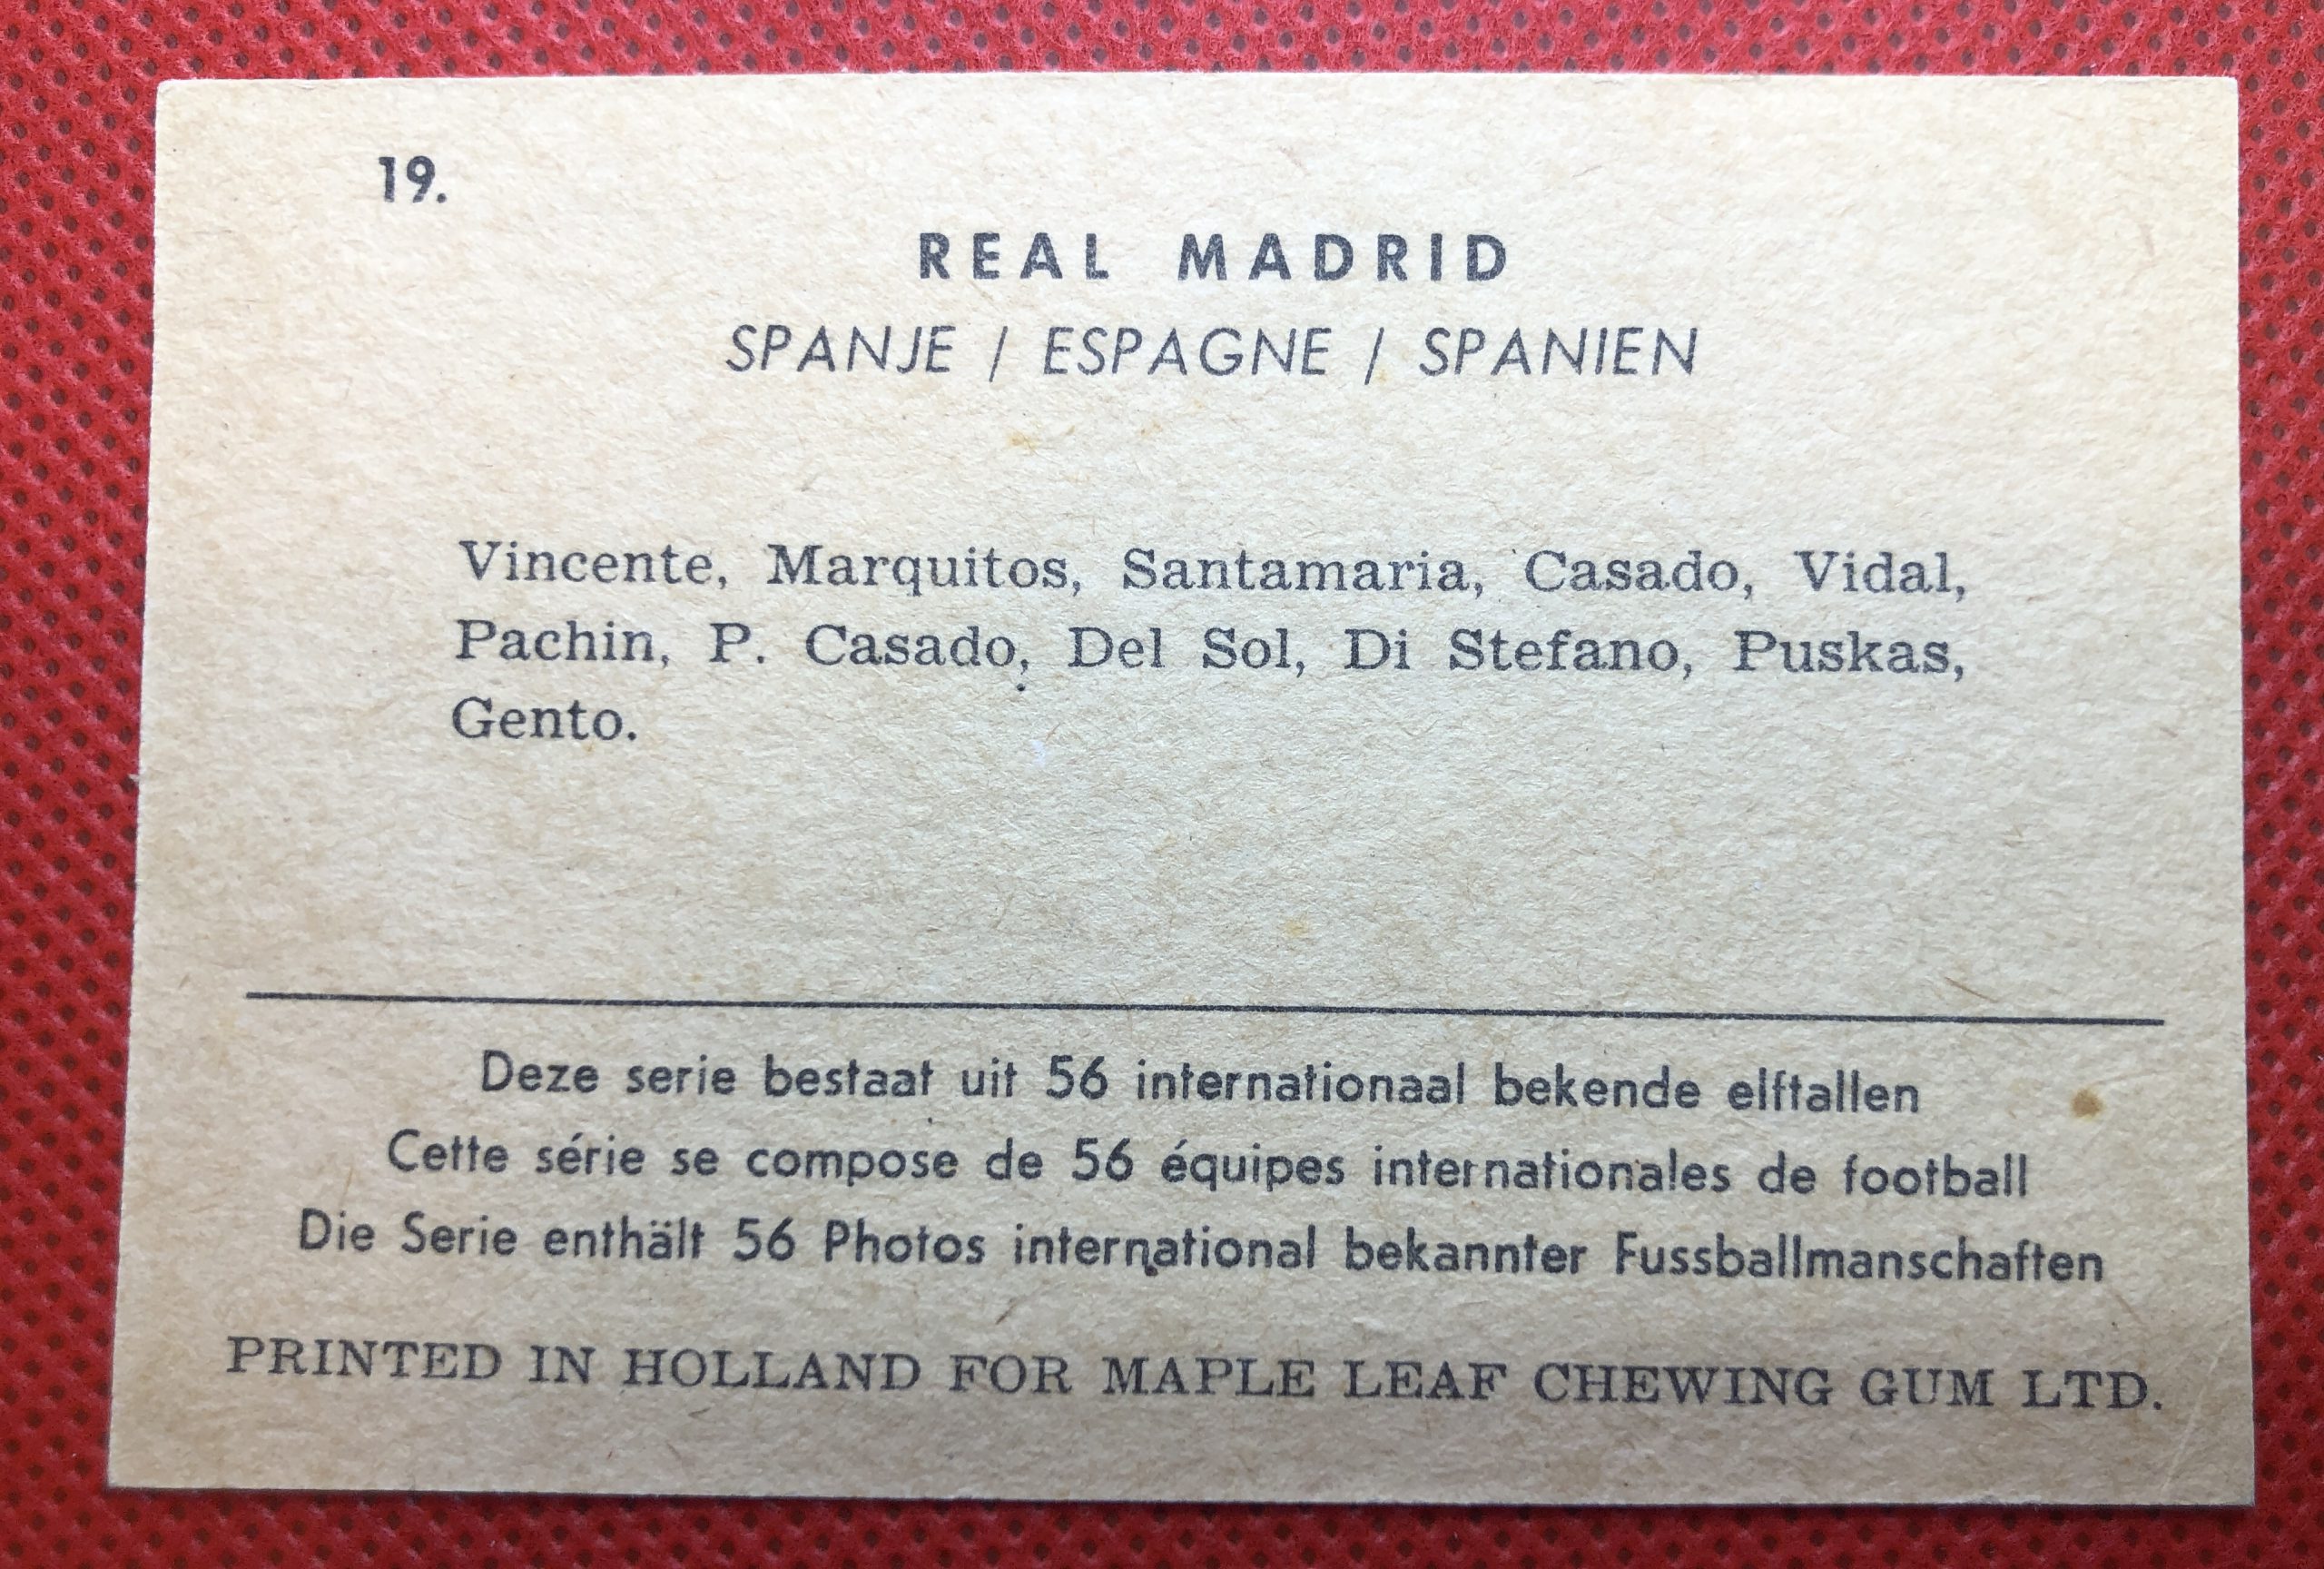 19.
REAL MADRID
SPANJE / ESPAGNE / SPANIEN
Vincente, Marquitos, Santamaria, Casado, Vidal,
Pachin, P. Casado, Del Sol, Di Stefano, Puskas,
Gento.
Deze serie bestaat uit 56 internationaal bekende elftallen
Cette série se compose de 56 équipes internationales de football
Die Serie enthält 56 Photos international bekannter Fussballmanschaften
PRINTED IN HOLLAND FOR MAPLE LEAF CHEWING GUM LTD.